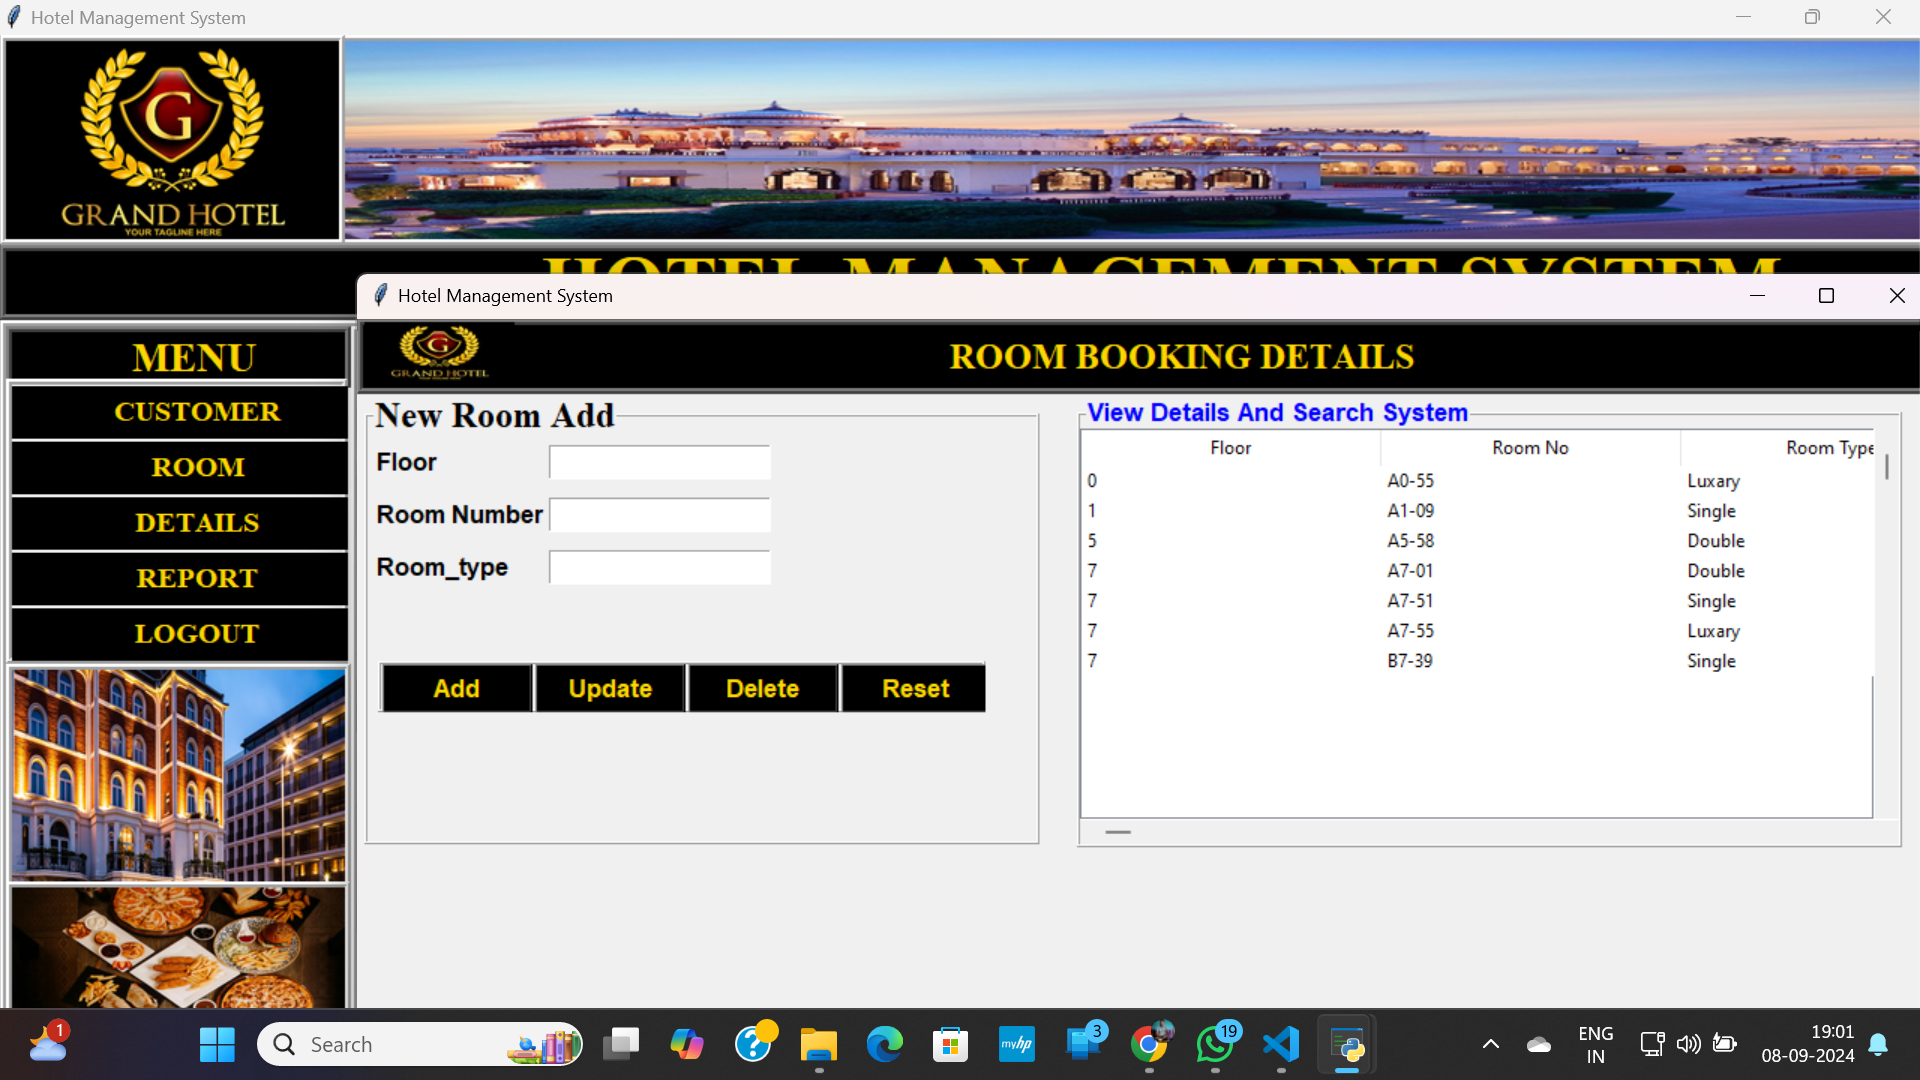 Hotel Management System
G
GRAND HOTEL
YOUR TAGLINE HERE
HOTEL MANAGEMENT SYSTEM
Hotel Management System
G
GRAND HOTEL
ROOM BOOKING DETAILS
MENU
CUSTOMER
ROOM
DETAILS
REPORT
LOGOUT
New Room Add
Floor
Room Number
Room_type
Add Update Delete Reset
View Details And Search System
Floor Room No Room Type
0 A0-55 Luxary
1 A1-09 Single
5 A5-58 Double
7 A7-01 Double
7 A7-51 Single
7 A7-55 Luxary
7 B7-39 Single
1
Search
myhp
3
19
ENG
IN
19:01
08-09-2024